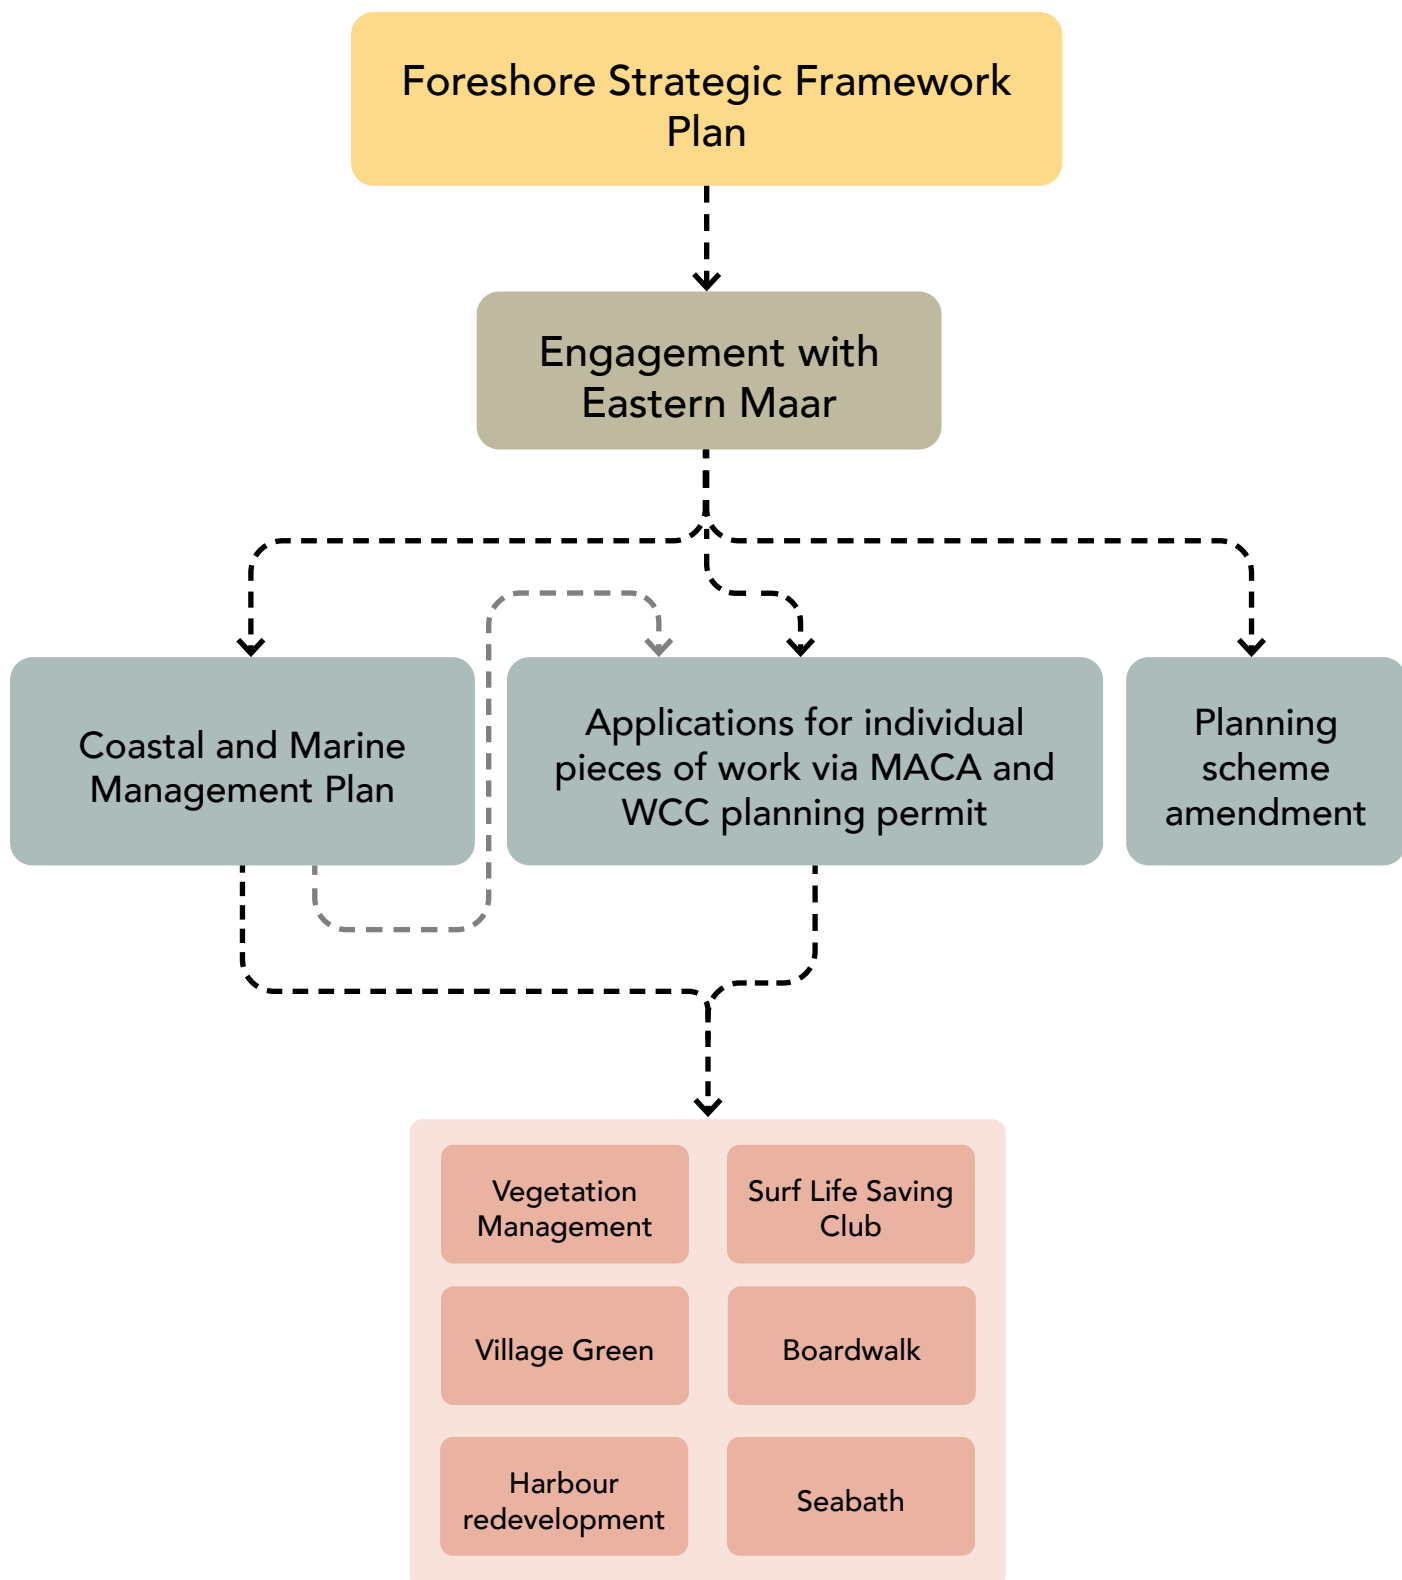 Foreshore Strategic Framework
Plan
Engagement with
Eastern Maar
Coastal and Marine
Management Plan
Applications for individual
pieces of work via MACA and
WCC planning permit
Planning
scheme
amendment
Vegetation
Management
Surf Life Saving
Club
Village Green
Boardwalk
Harbour
redevelopment
Seabath